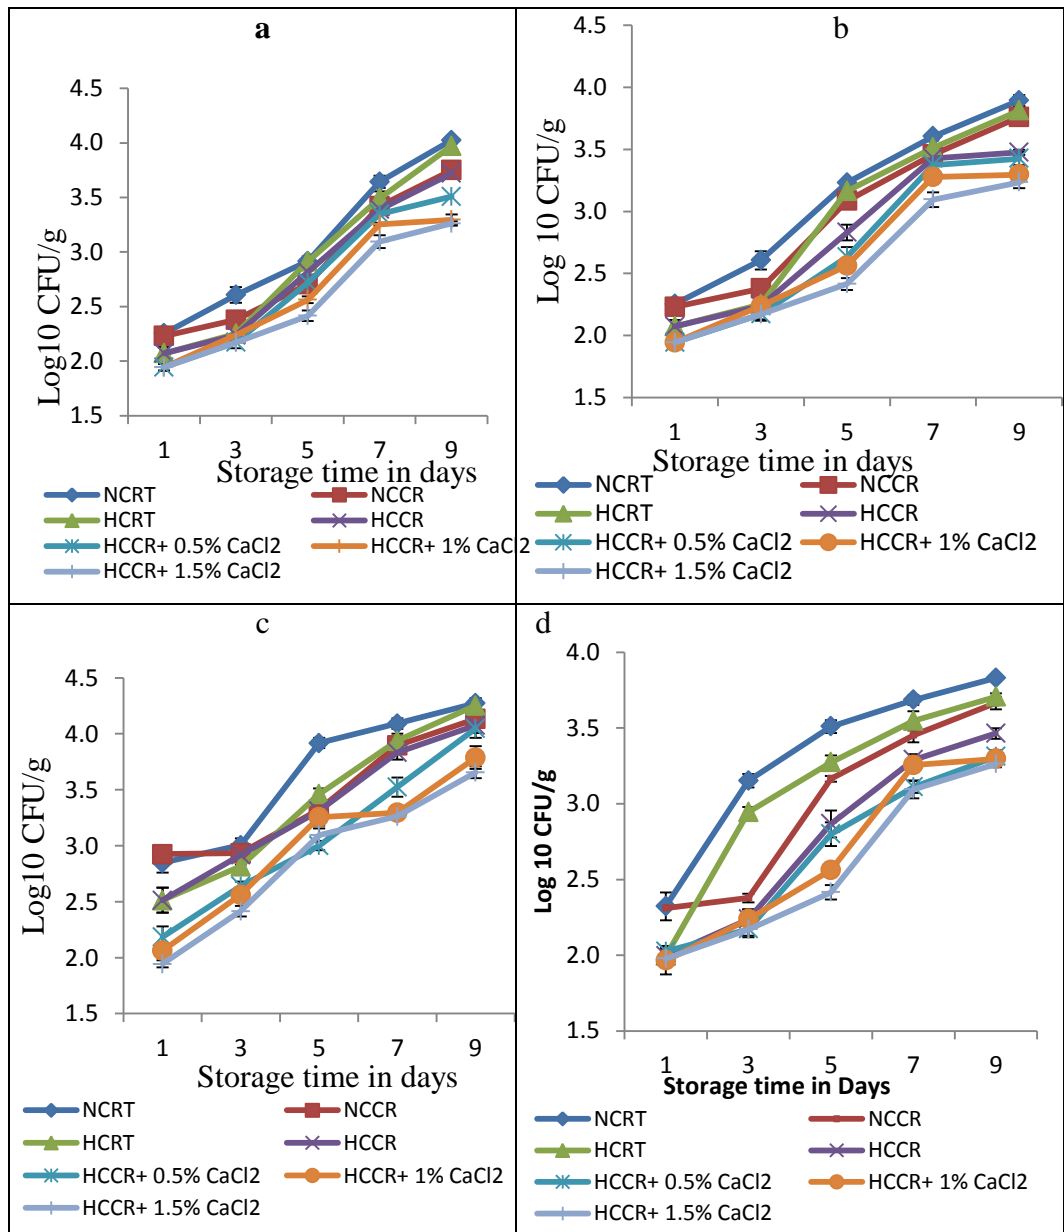 a
4.5
4.0
3.5
3.0
2.5
2.0
1.5
Log10 CFU/g
1 3 5 7 9
Storage time in days
NCRT NCCR
HCRT HCCR
HCCR+ 0.5% CaCl2 HCCR+ 1% CaCl2
HCCR+ 1.5% CaCl2
b
4.5
4.0
3.5
3.0
2.5
2.0
1.5
Log 10 CFU/g
1 3 5 7 9
Storage time in days
NCRT NCCR
HCRT HCCR
HCCR+ 0.5% CaCl2 HCCR+ 1% CaCl2
HCCR+ 1.5% CaCl2
c
4.5
4.0
3.5
3.0
2.5
2.0
1.5
Log10 CFU/g
1 3 5 7 9
Storage time in days
NCRT NCCR
HCRT HCCR
HCCR+ 0.5% CaCl2 HCCR+ 1% CaCl2
HCCR+ 1.5% CaCl2
d
4.0
3.5
3.0
2.5
2.0
1.5
Log 10 CFU/g
1 3 5 7 9
Storage time in Days
NCRT NCCR
HCRT HCCR
HCCR+ 0.5% CaCl2 HCCR+ 1% CaCl2
HCCR+ 1.5% CaCl2